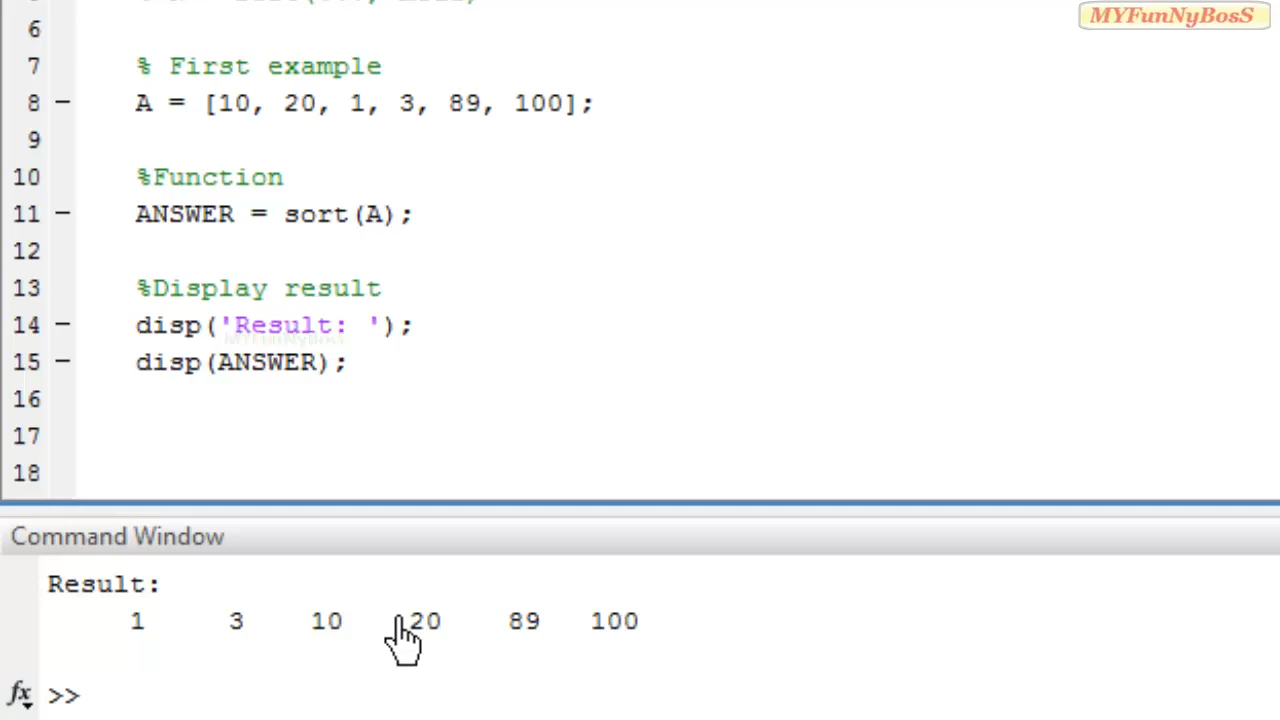 MYFunNyBosS
6
7 % First example
8 – A = [10, 20, 1, 3, 89, 100];
9
10 %Function
11 – ANSWER = sort(A);
12
13 %Display result
14 – disp('Result: ');
MYFunNyBosS
15 – disp(ANSWER);
16
17
18
Command Window
Result:
1 3 10 20 89 100
fx >>